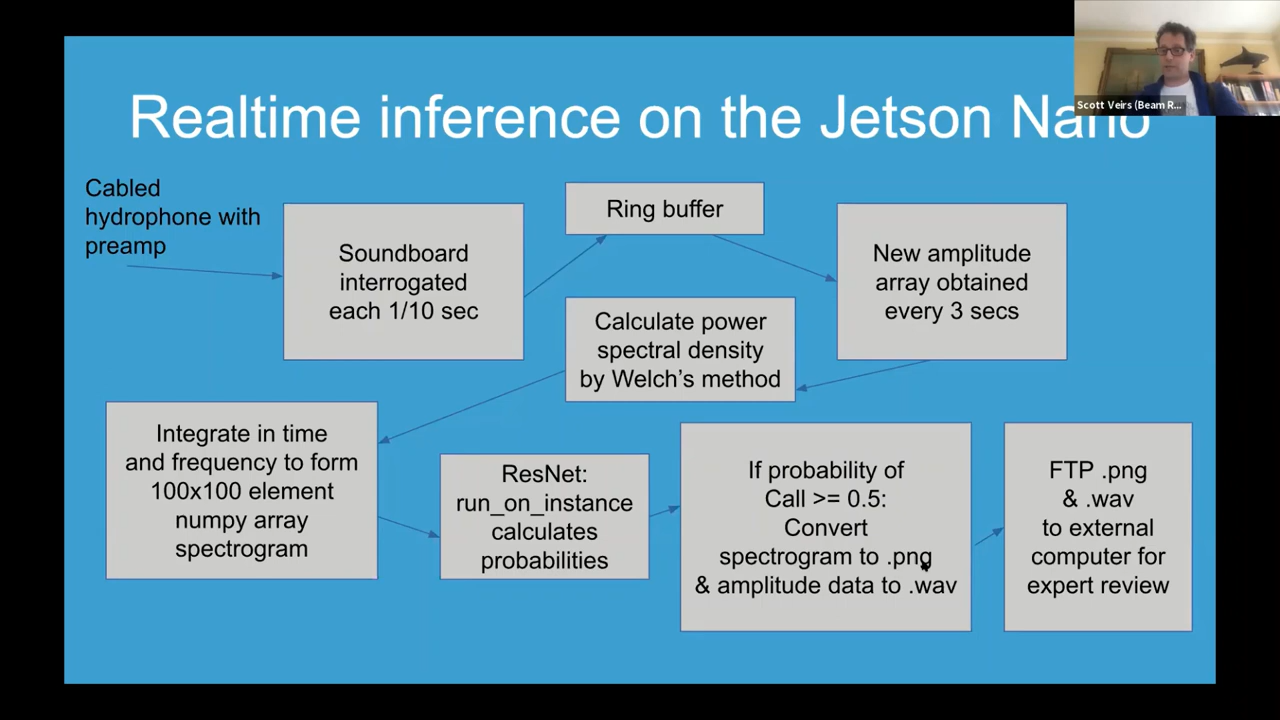 Realtime inference on the Jetson Nano
Scott Veirs (Beam R...
Cabled
hydrophone with
preamp
Soundboard
interrogated
each 1/10 sec
Ring buffer
New amplitude
array obtained
every 3 secs
Calculate power
spectral density
by Welch's method
Integrate in time
and frequency to form
100x100 element
numpy array
spectrogram
ResNet:
run_on_instance
calculates
probabilities
If probability of
Call >= 0.5:
Convert
spectrogram to .png
& amplitude data to .wav
FTP .png
& .wav
to external
computer for
expert review